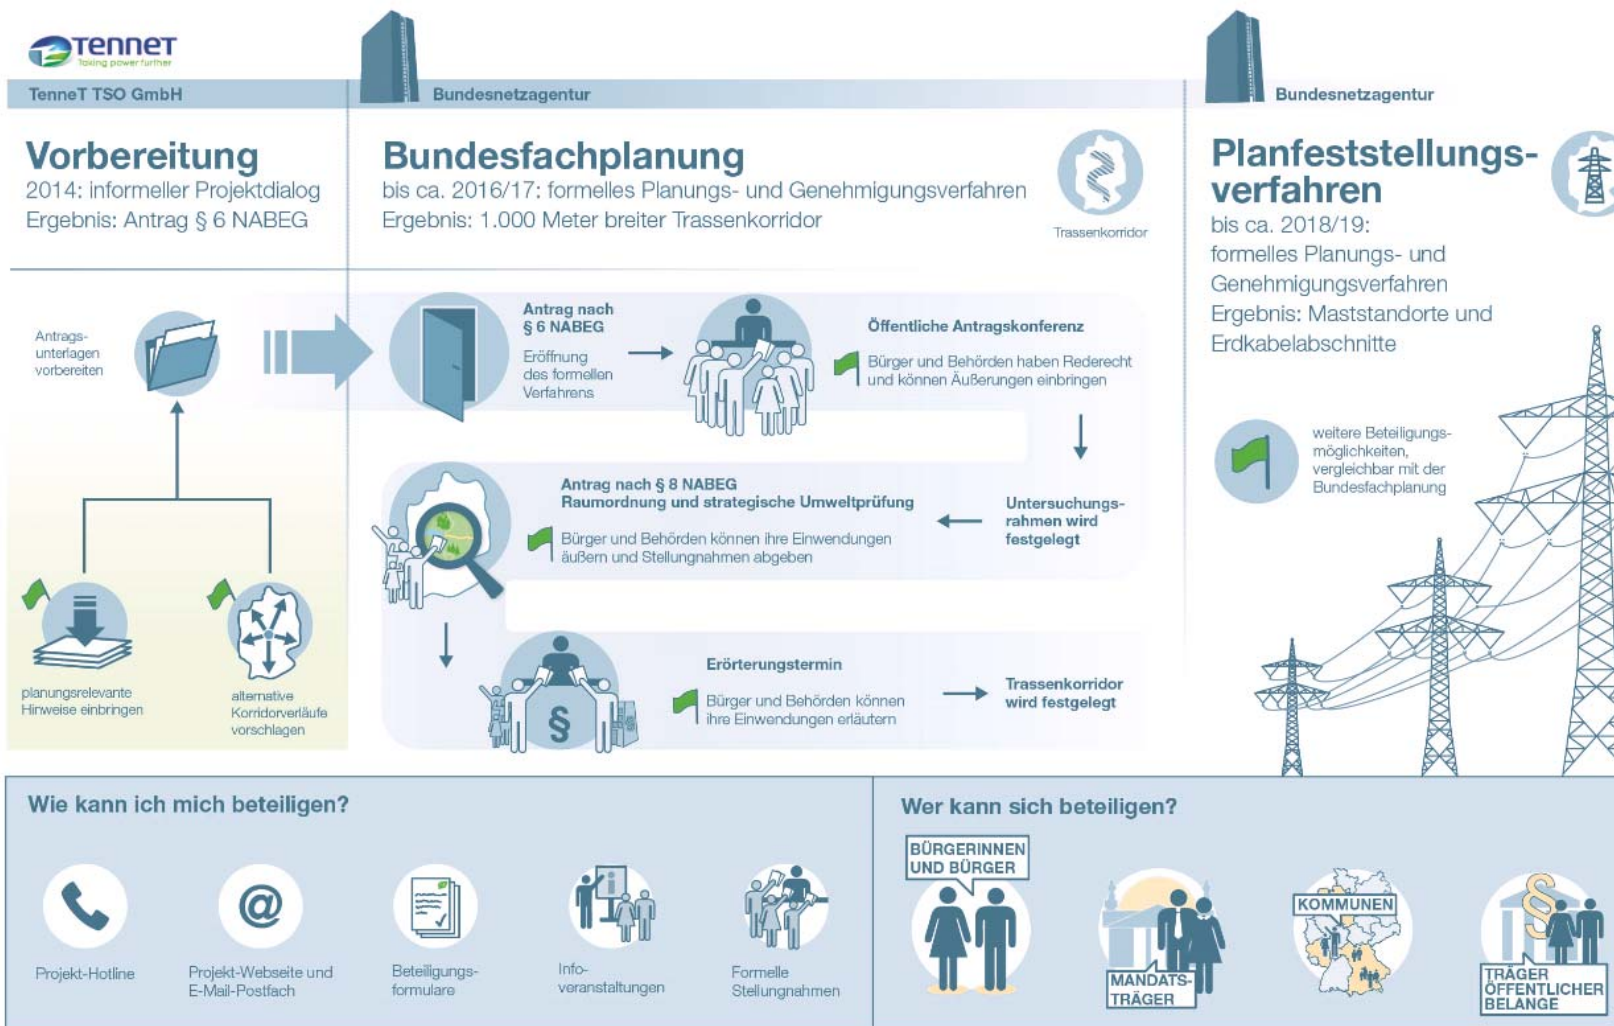 TenneT
Taking power further
TenneT TSO GmbH
Bundesnetzagentur
Bundesnetzagentur
Vorbereitung
2014: informeller Projektdialog
Ergebnis: Antrag § 6 NABEG
Bundesfachplanung
bis ca. 2016/17: formelles Planungs- und Genehmigungsverfahren
Ergebnis: 1.000 Meter breiter Trassenkorridor
Trassenkorridor
Planfeststellungs-
verfahren
bis ca. 2018/19:
formelles Planungs- und
Genehmigungsverfahren
Ergebnis: Maststandorte und
Erdkabelabschnitte
Antrags-
unterlagen
vorbereiten
Antrag nach
§ 6 NABEG
Eröffnung
des formellen
Verfahrens
Öffentliche Antragskonferenz
Bürger und Behörden haben Rederecht
und können Äußerungen einbringen
Untersuchungs-
rahmen wird
festgelegt
Antrag nach § 8 NABEG
Raumordnung und strategische Umweltprüfung
Bürger und Behörden können ihre Einwendungen
äußern und Stellungnahmen abgeben
Erörterungstermin
Bürger und Behörden können
ihre Einwendungen erläutern
§
Trassenkorridor
wird festgelegt
weitere Beteiligungs-
möglichkeiten,
vergleichbar mit der
Bundesfachplanung
planungsrelevante
Hinweise einbringen
alternative
Korridorverläufe
vorschlagen
Wie kann ich mich beteiligen?
Projekt-Hotline
@
Projekt-Webseite und
E-Mail-Postfach
Beteiligungs-
formulare
i
Info-
veranstaltungen
Formelle
Stellungnahmen
Wer kann sich beteiligen?
BÜRGERINNEN
UND BÜRGER
MANDATS-
TRÄGER
KOMMUNEN
§
TRÄGER
ÖFFENTLICHER
BELANGE